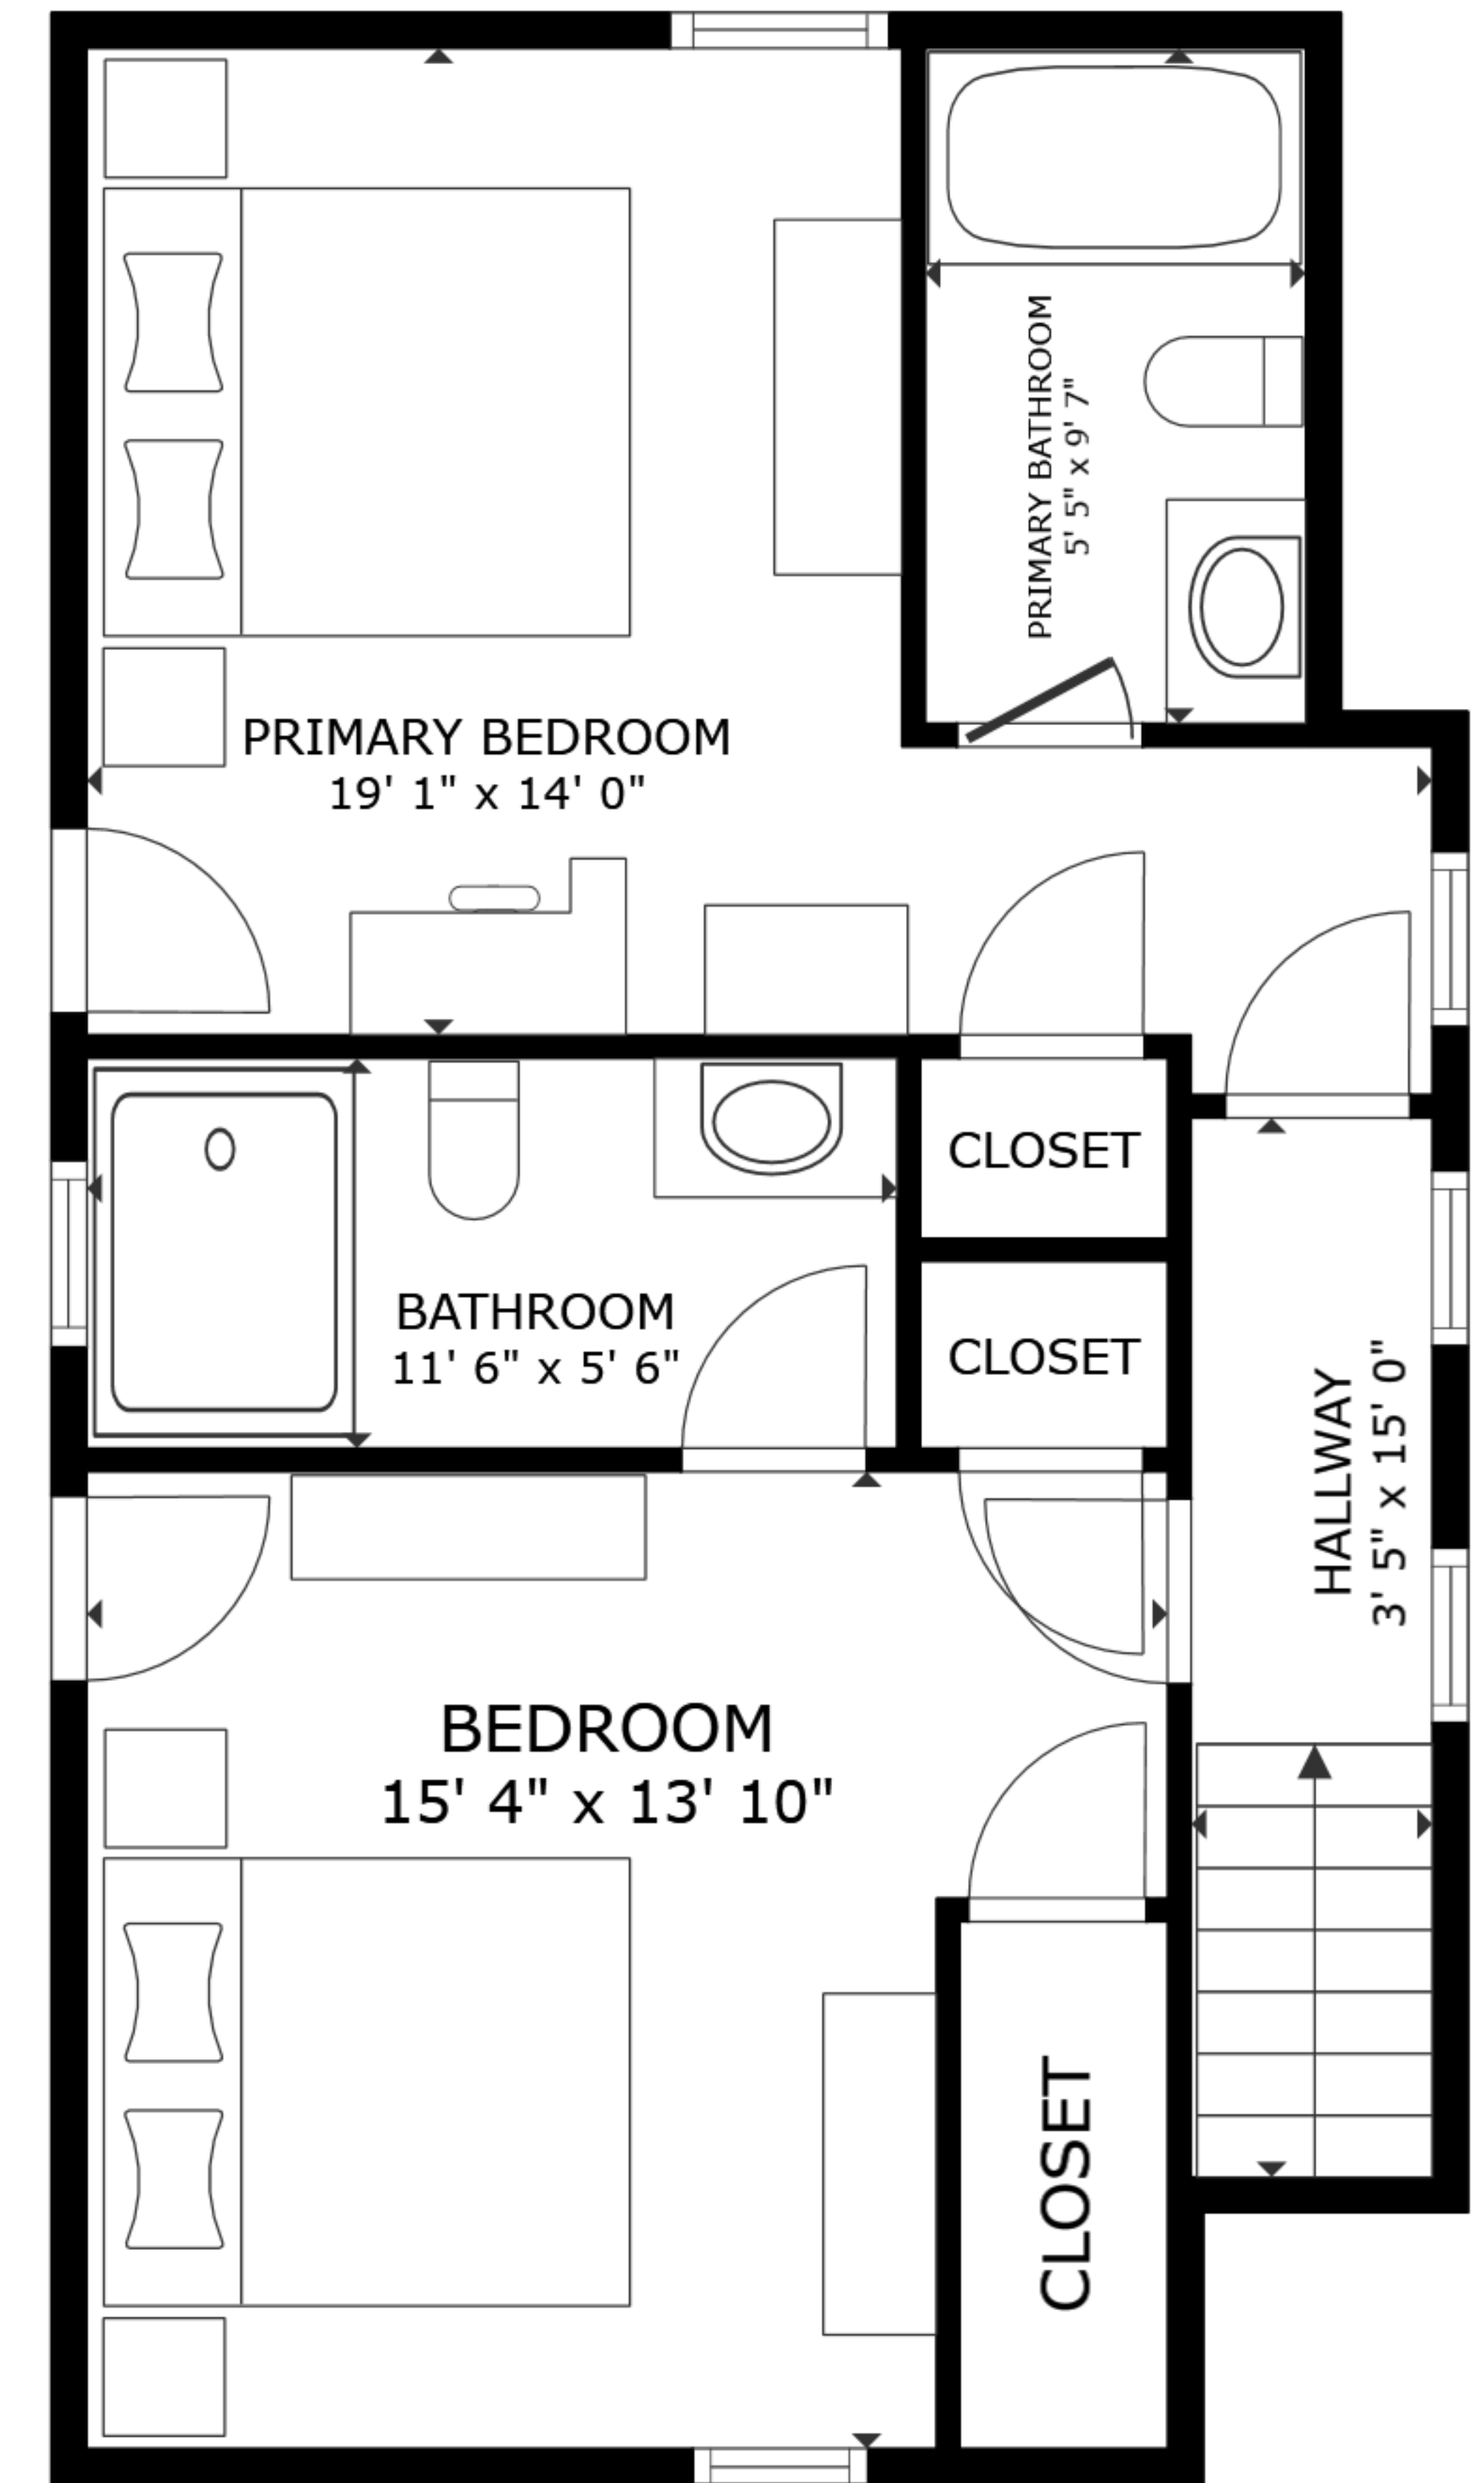 PRIMARY BATHROOM
5' 5" x 9' 7"
PRIMARY BEDROOM
19' 1" x 14' 0"
CLOSET
BATHROOM
11' 6" x 5' 6"
CLOSET
HALLWAY
3' 5" x 15' 0"
BEDROOM
15' 4" x 13' 10"
CLOSET